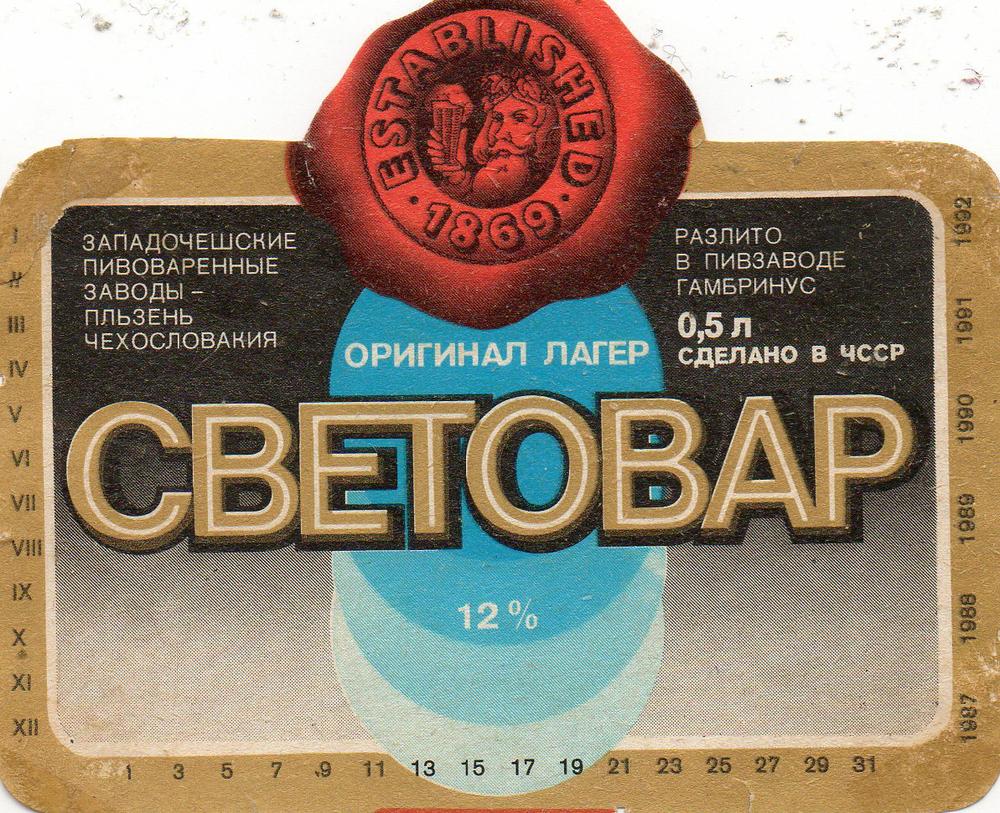 ESTABLISHED
1869
ЗАПАДОЧЕШСКИЕ
ПИВОВАРЕННЫЕ
ЗАВОДЫ –
ПЛЬЗЕНЬ
ЧЕХОСЛОВАКИЯ
РАЗЛИТО
В ПИВЗАВОДЕ
ГАМБРИНУС
0,5 л
СДЕЛАНО В ЧССР
ОРИГИНАЛ ЛАГЕР
СВЕТОВАР
12 %
I
II
III
IV
V
VI
VII
VIII
IX
X
XI
XII
1 3 5 7 9 11 13 15 17 19 21 23 25 27 29 31
1992
1991
1990
1989
1988
1987